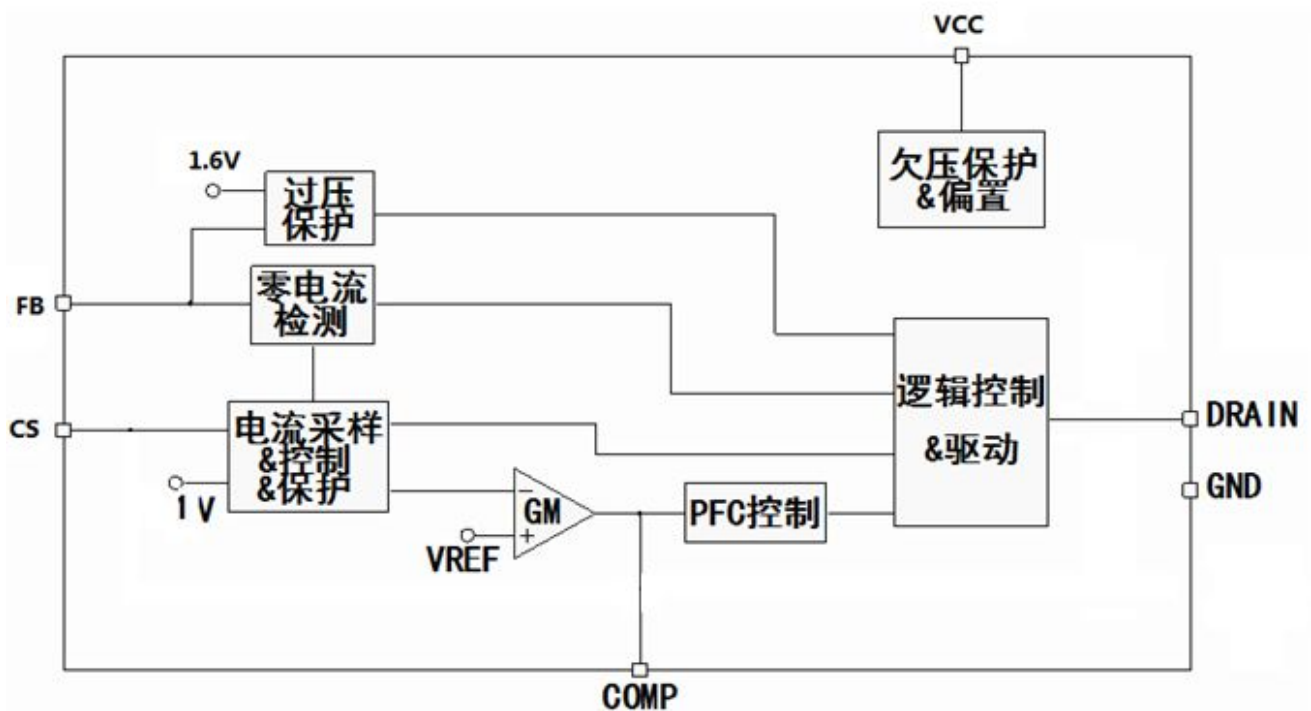 VCC
欠压保护
&偏置
1.6V
过压
保护
FB
零电流
检测
逻辑控制
&驱动
DRAIN
CS
电流采样
&控制
&保护
1V
GND
GM
PFC控制
VREF
COMP